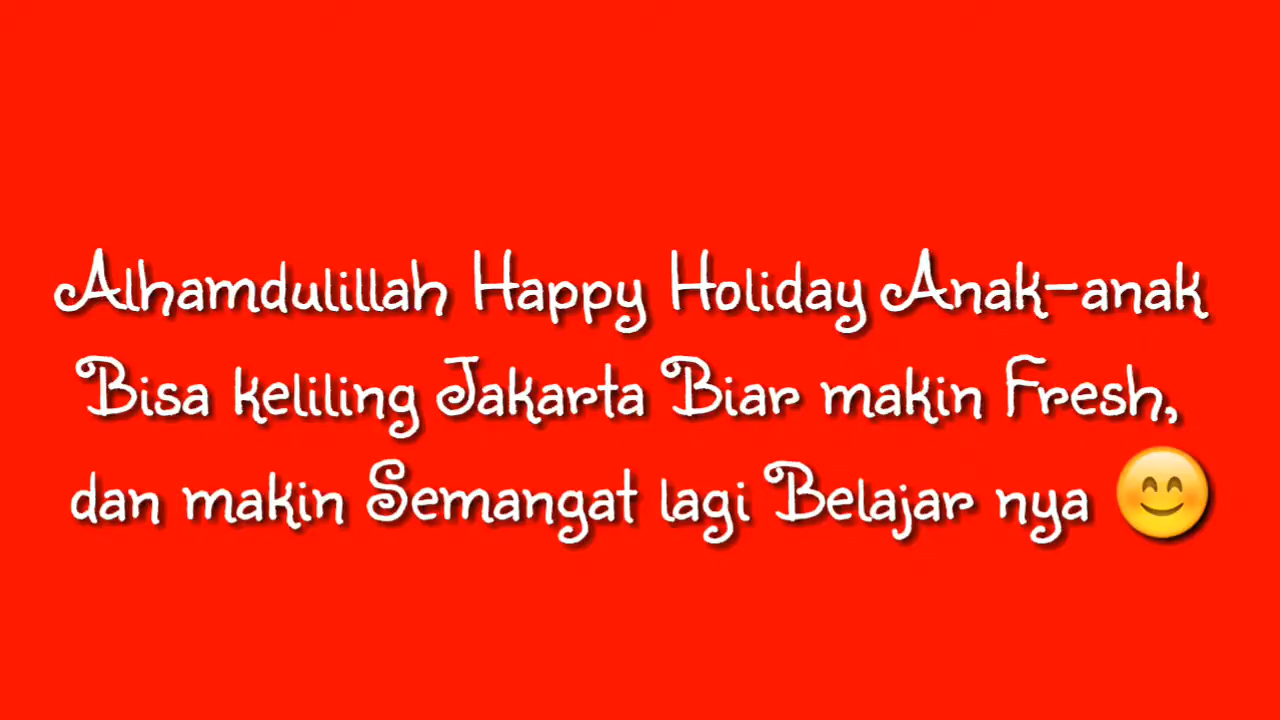 Alhamdulillah Happy Holiday Anak-anak
Bisa keliling Jakarta Biar makin Fresh,
dan makin Semangat lagi Belajar nya 😊